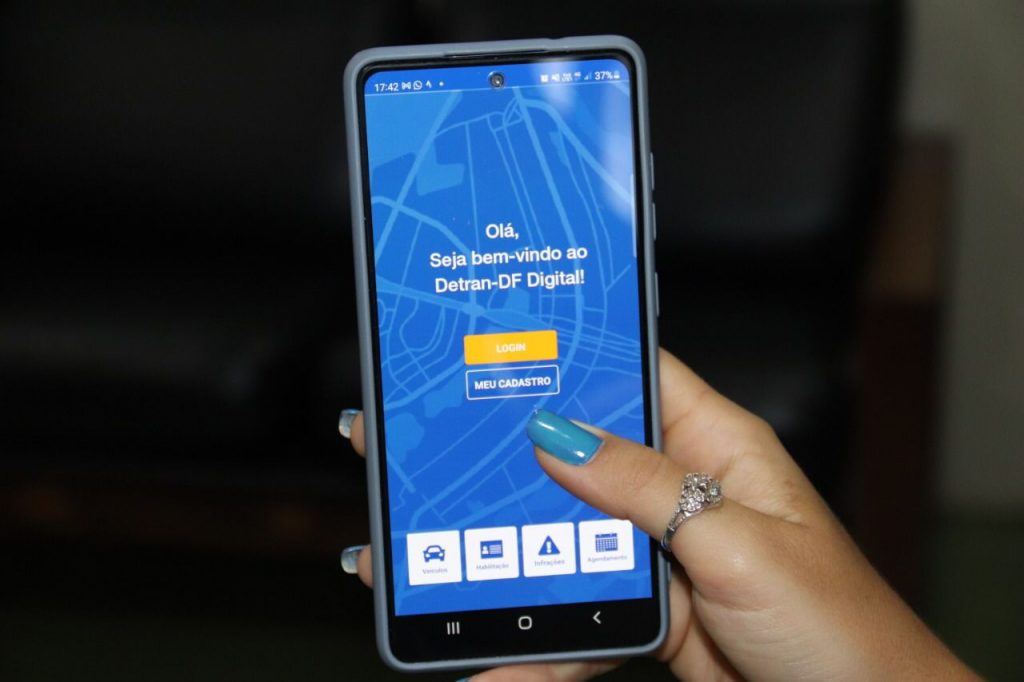 17:42
37%
Olá,
Seja bem-vindo ao
Detran-DF Digital!
LOGIN
MEU CADASTRO
Veículos
Habilitação
Infrações
Agendamento